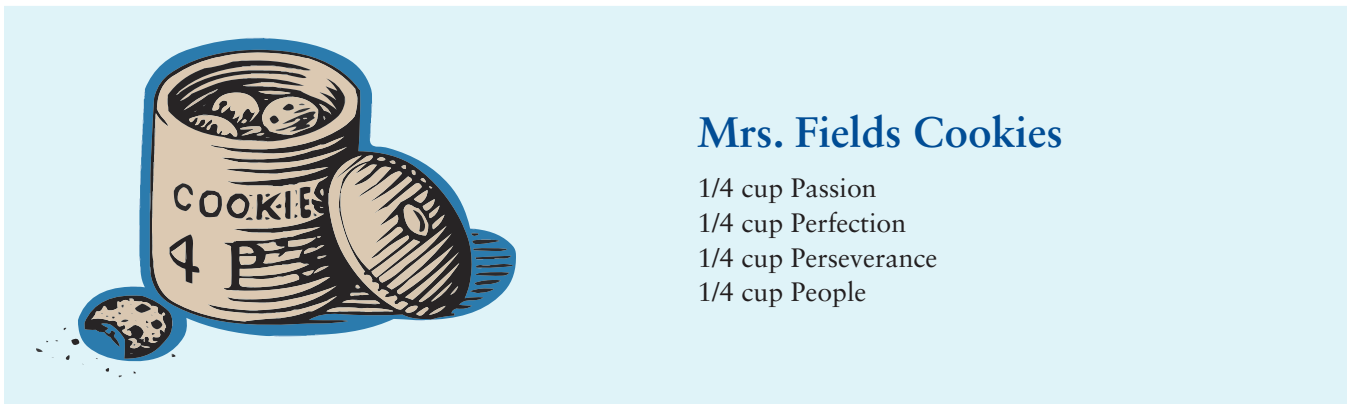 COOKIES
4 P's
Mrs. Fields Cookies
1/4 cup Passion
1/4 cup Perfection
1/4 cup Perseverance
1/4 cup People